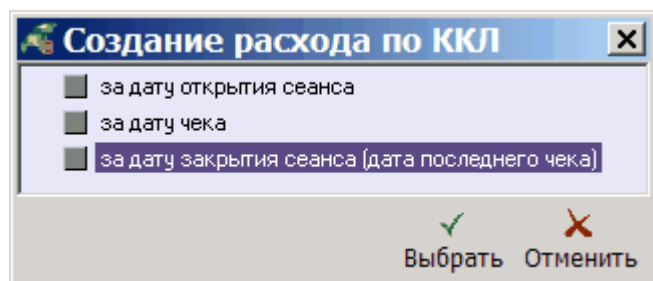 Создание расхода по ККЛ
за дату открытия сеанса
за дату чека
за дату закрытия сеанса (дата последнего чека)
Выбрать Отменить